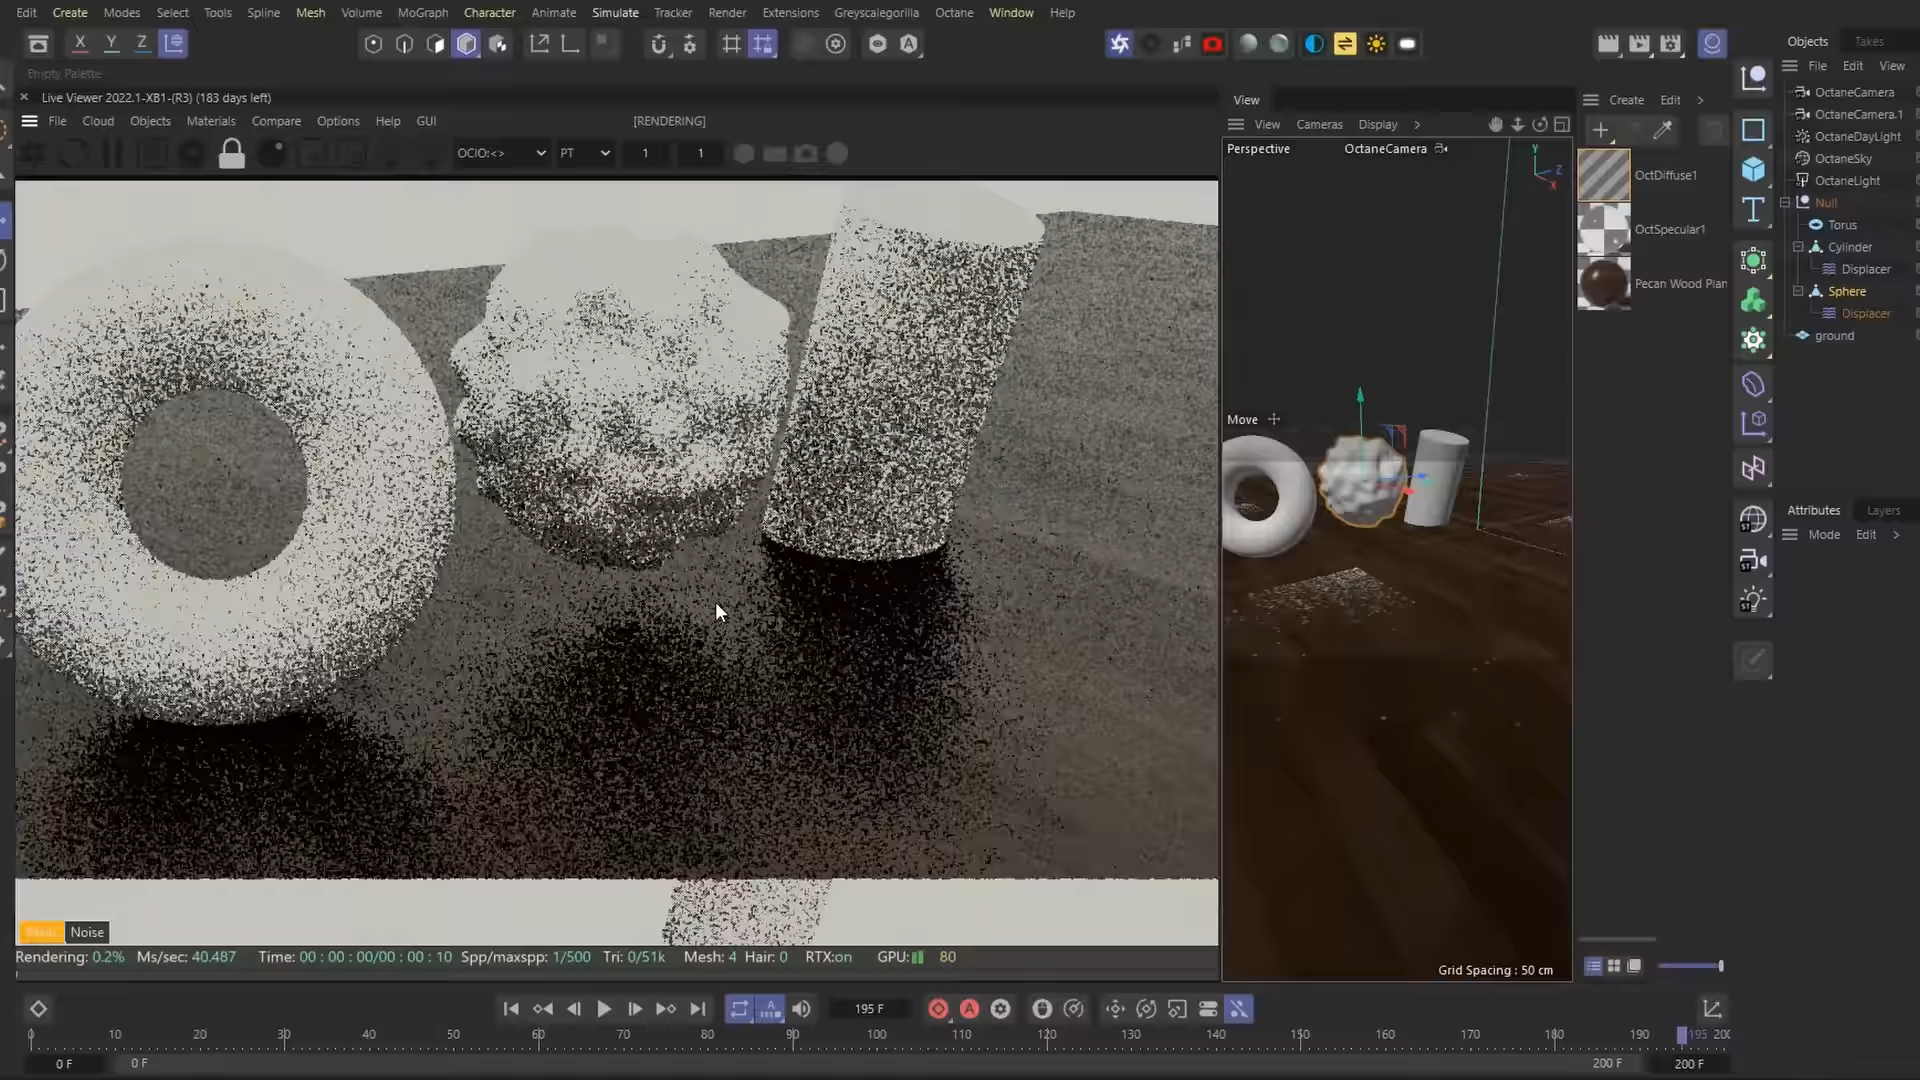 Edit Create Modes Select Tools Spline Mesh Volume MoGraph Character Animate Simulate Tracker Render Extensions Greyscalegorilla Octane Window Help
X Y Z
Empty Palette
Live Viewer 2022.1-XB1-(R3) (183 days left)
File Cloud Objects Materials Compare Options Help GUI [RENDERING]
OCIO:<> PT 1 1
Noise
Rendering: 0.2% Ms/sec: 40.487 Time: 00 : 00 : 00/00 : 00 : 10 Spp/maxspp: 1/500 Tri: 0/51k Mesh: 4 Hair: 0 RTX:on GPU: 80
View
View Cameras Display
Perspective OctaneCamera
Y Z X
Move
Grid Spacing : 50 cm
Create Edit
OctDiffuse1
OctSpecular1
Pecan Wood Plan
Objects Takes
File Edit View
OctaneCamera
OctaneCamera.1
OctaneDayLight
OctaneSky
OctaneLight
Null
Torus
Cylinder
Displacer
Sphere
Displacer
ground
Attributes Layers
Mode Edit
ST
ST
ST
195 F
0 10 20 30 40 50 60 70 80 90 100 110 120 130 140 150 160 170 180 190 195 200
0 F 0 F 200 F 200 F